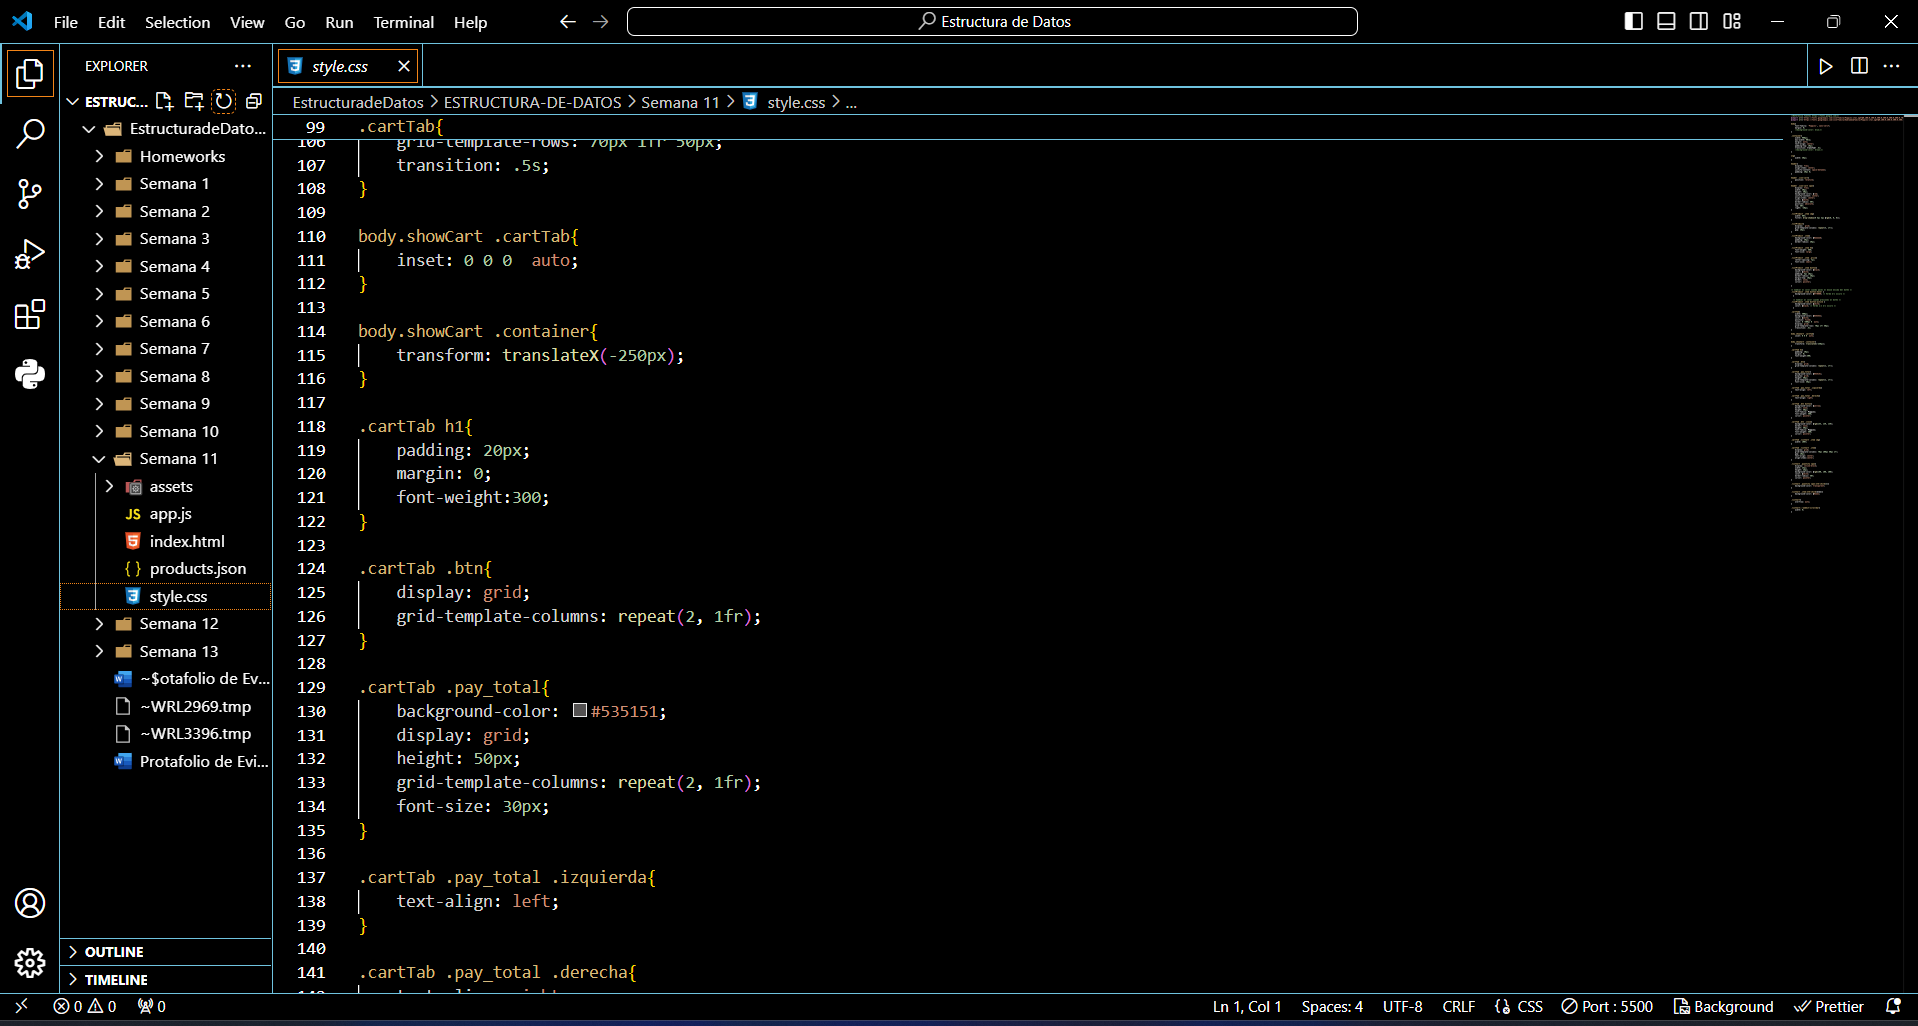 File Edit Selection View Go Run Terminal Help
Estructura de Datos
EXPLORER
style.css
ESTRUC...
EstructuradeDatos > ESTRUCTURA-DE-DATOS > Semana 11 > style.css > ...
EstructuradeDato...
Homeworks
Semana 1
Semana 2
Semana 3
Semana 4
Semana 5
Semana 6
Semana 7
Semana 8
Semana 9
Semana 10
Semana 11
assets
JS app.js
index.html
{ } products.json
style.css
Semana 12
Semana 13
~$otafolio de Ev...
~WRL2969.tmp
~WRL3396.tmp
Protafolio de Evi...
OUTLINE
TIMELINE
99 .cartTab{
106 grid-template-rows: 70px 1fr 50px;
107 transition: .5s;
108 }
109
110 body.showCart .cartTab{
111 inset: 0 0 0  auto;
112 }
113
114 body.showCart .container{
115 transform: translateX(-250px);
116 }
117
118 .cartTab h1{
119 padding: 20px;
120 margin: 0;
121 font-weight:300;
122 }
123
124 .cartTab .btn{
125 display: grid;
126 grid-template-columns: repeat(2, 1fr);
127 }
128
129 .cartTab .pay_total{
130 background-color: #535151;
131 display: grid;
132 height: 50px;
133 grid-template-columns: repeat(2, 1fr);
134 font-size: 30px;
135 }
136
137 .cartTab .pay_total .izquierda{
138 text-align: left;
139 }
140
141 .cartTab .pay_total .derecha{
0 0 0 Ln 1, Col 1 Spaces: 4 UTF-8 CRLF CSS Port : 5500 Background Prettier